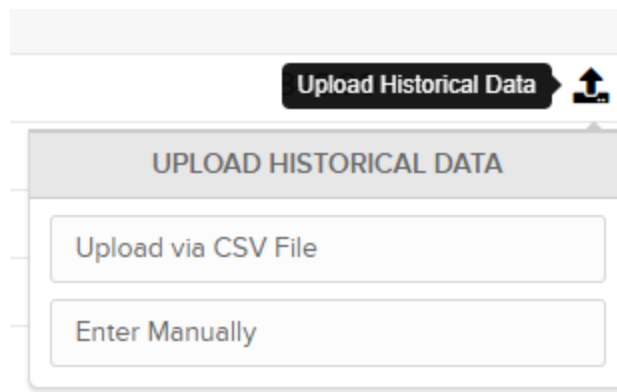 Upload Historical Data
UPLOAD HISTORICAL DATA
Upload via CSV File
Enter Manually